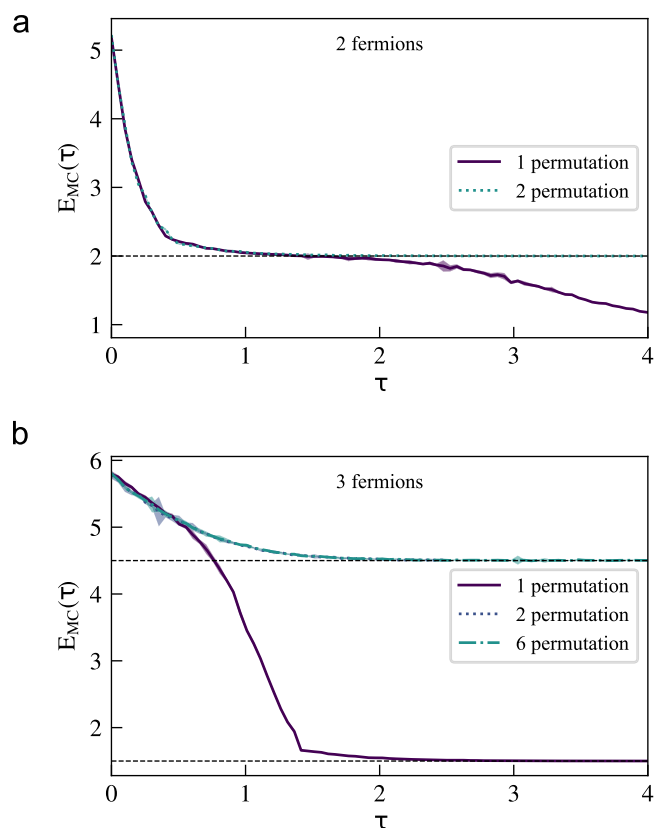 a
2 fermions
5
4
3
2
1
E_MC(τ)
1 permutation
2 permutation
0 1 2 3 4
τ
b
3 fermions
6
5
4
3
2
E_MC(τ)
1 permutation
2 permutation
6 permutation
0 1 2 3 4
τ